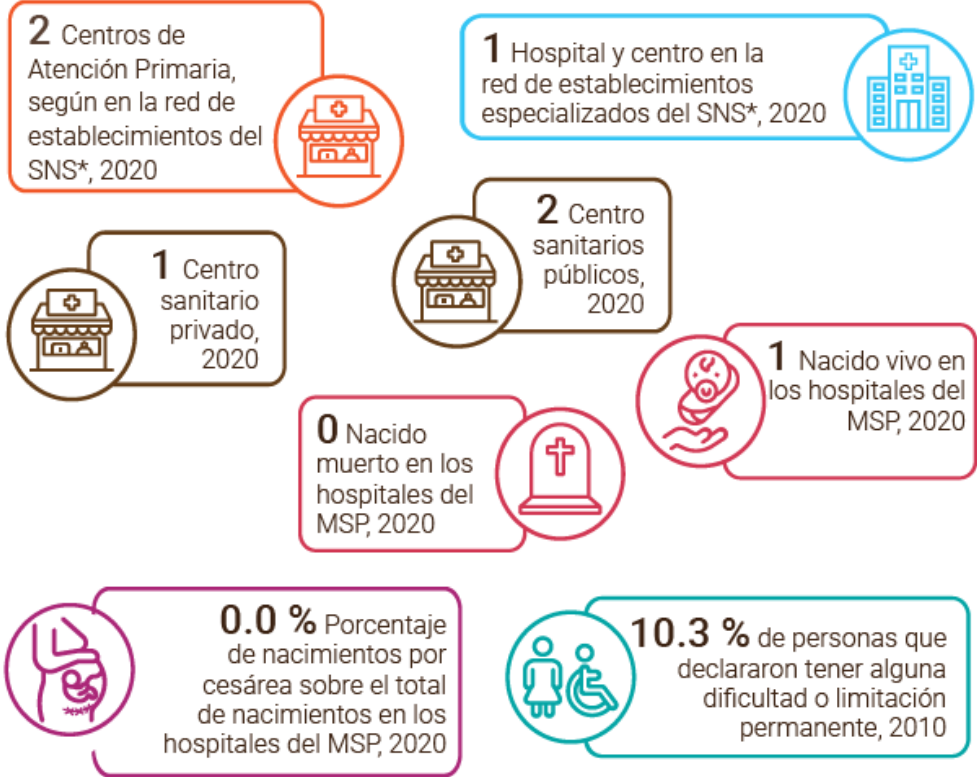 2 Centros de
Atención Primaria,
según en la red de
establecimientos del
SNS*, 2020
1 Hospital y centro en la
red de establecimientos
especializados del SNS*, 2020
1 Centro
sanitario
privado,
2020
2 Centro
sanitarios
públicos,
2020
1 Nacido vivo en
los hospitales del
MSP, 2020
0 Nacido
muerto en los
hospitales del
MSP, 2020
0.0 % Porcentaje
de nacimientos por
cesárea sobre el total
de nacimientos en los
hospitales del MSP, 2020
10.3 % de personas que
declararon tener alguna
dificultad o limitación
permanente, 2010